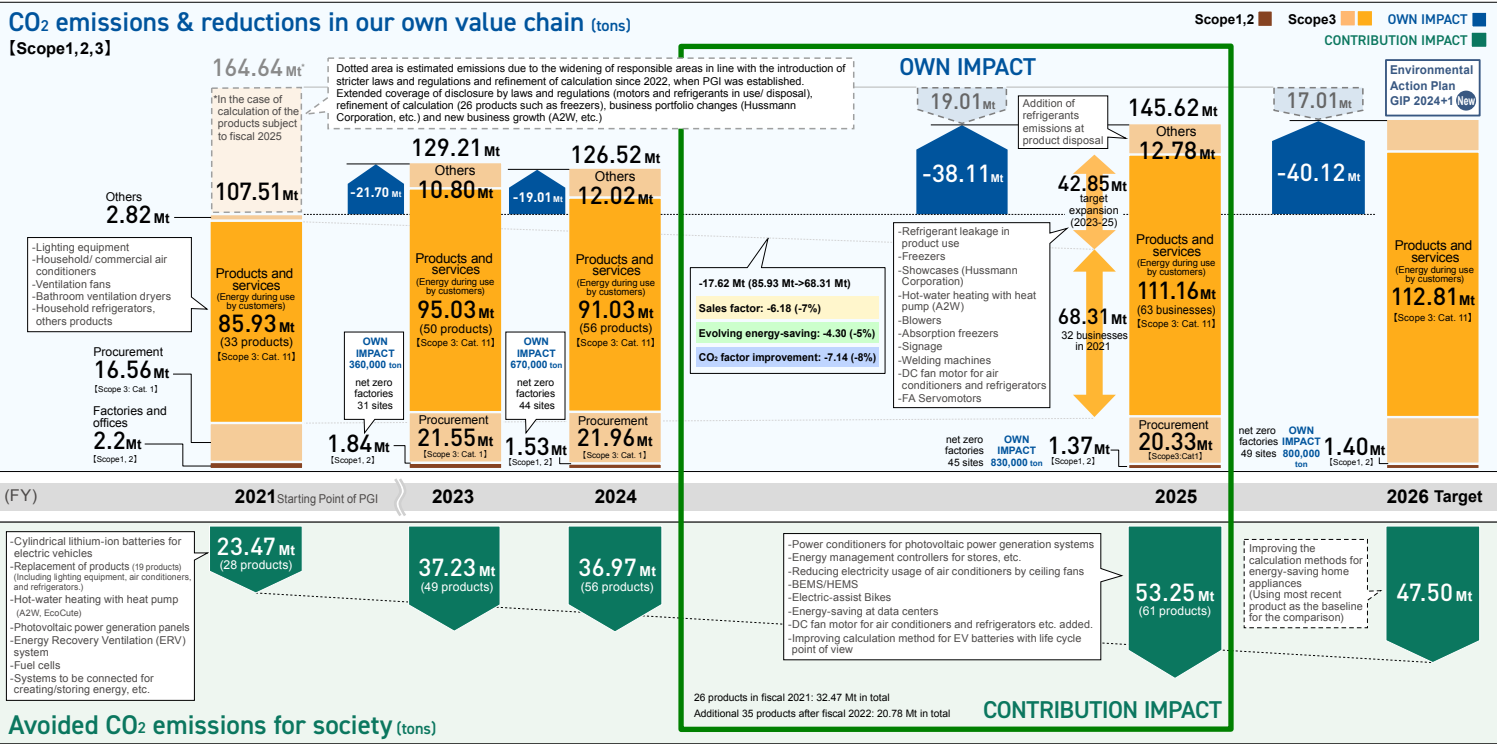 CO2 emissions & reductions in our own value chain (tons)
【Scope1,2,3】
Scope1,2
Scope3
OWN IMPACT
CONTRIBUTION IMPACT
164.64 Mt*
*In the case of
calculation of the
products subject
to fiscal 2025
107.51Mt
Dotted area is estimated emissions due to the widening of responsible areas in line with the introduction of
stricter laws and regulations and refinement of calculation since 2022, when PGI was established.
Extended coverage of disclosure by laws and regulations (motors and refrigerants in use/ disposal),
refinement of calculation (26 products such as freezers), business portfolio changes (Hussmann
Corporation, etc.) and new business growth (A2W, etc.)
Others
2.82 Mt
-Lighting equipment
-Household/ commercial air
conditioners
-Ventilation fans
-Bathroom ventilation dryers
-Household refrigerators,
others products
Products and
services
(Energy during use
by customers)
85.93 Mt
(33 products)
【Scope 3: Cat. 11】
Procurement
16.56 Mt
【Scope 3: Cat. 1】
Factories and
offices
2.2Mt
【Scope1, 2】
-21.70 Mt
129.21 Mt
Others
10.80 Mt
Products and
services
(Energy during use
by customers)
95.03 Mt
(50 products)
【Scope 3: Cat. 11】
OWN
IMPACT
360,000 ton
net zero
factories
31 sites
1.84 Mt
【Scope1, 2】
Procurement
21.55 Mt
【Scope 3: Cat. 1】
-19.01 Mt
126.52 Mt
Others
12.02 Mt
Products and
services
(Energy during use
by customers)
91.03 Mt
(56 products)
【Scope 3: Cat. 11】
OWN
IMPACT
670,000 ton
net zero
factories
44 sites
1.53 Mt
【Scope1, 2】
Procurement
21.96 Mt
【Scope 3: Cat. 1】
-17.62 Mt (85.93 Mt->68.31 Mt)
Sales factor: -6.18 (-7%)
Evolving energy-saving: -4.30 (-5%)
CO2 factor improvement: -7.14 (-8%)
OWN IMPACT
19.01 Mt
-38.11 Mt
Addition of
refrigerants
emissions at
product disposal
-Refrigerant leakage in
product use
-Freezers
-Showcases (Hussmann
Corporation)
-Hot-water heating with heat
pump (A2W)
-Blowers
-Absorption freezers
-Signage
-Welding machines
-DC fan motor for air
conditioners and refrigerators
-FA Servomotors
42.85 Mt
target
expansion
(2023-25)
68.31 Mt
32 businesses
in 2021
145.62 Mt
Others
12.78 Mt
Products and
services
(Energy during use
by customers)
111.16 Mt
(63 businesses)
【Scope 3: Cat. 11】
net zero
factories
45 sites
OWN
IMPACT
830,000 ton
1.37 Mt
【Scope1, 2】
Procurement
20.33 Mt
【Scope3:Cat1】
17.01 Mt
-40.12 Mt
Environmental
Action Plan
GIP 2024+1 New
Products and
services
(Energy during use
by customers)
112.81 Mt
【Scope 3: Cat. 11】
net zero
factories
49 sites
OWN
IMPACT
800,000
ton
1.40 Mt
【Scope1, 2】
(FY)
2021 Starting Point of PGI
2023
2024
2025
2026 Target
-Cylindrical lithium-ion batteries for
electric vehicles
-Replacement of products (19 products)
(Including lighting equipment, air conditioners,
and refrigerators.)
-Hot-water heating with heat pump
(A2W, EcoCute)
-Photovoltaic power generation panels
-Energy Recovery Ventilation (ERV)
system
-Fuel cells
-Systems to be connected for
creating/storing energy, etc.
23.47 Mt
(28 products)
37.23 Mt
(49 products)
36.97 Mt
(56 products)
-Power conditioners for photovoltaic power generation systems
-Energy management controllers for stores, etc.
-Reducing electricity usage of air conditioners by ceiling fans
-BEMS/HEMS
-Electric-assist Bikes
-Energy-saving at data centers
-DC fan motor for air conditioners and refrigerators etc. added.
-Improving calculation method for EV batteries with life cycle
point of view
53.25 Mt
(61 products)
Improving the
calculation methods for
energy-saving home
appliances
(Using most recent
product as the baseline
for the comparison)
47.50 Mt
26 products in fiscal 2021: 32.47 Mt in total
Additional 35 products after fiscal 2022: 20.78 Mt in total
CONTRIBUTION IMPACT
Avoided CO2 emissions for society (tons)